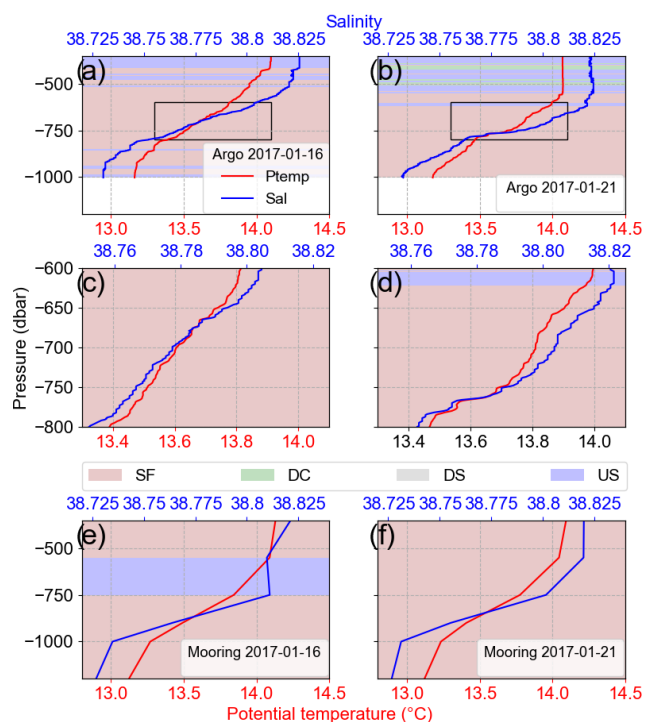 Salinity
38.725 38.75 38.775 38.8 38.825 38.725 38.75 38.775 38.8 38.825
(a) (b)
−500
−750
−1000
Argo 2017-01-16
Ptemp
Sal
Argo 2017-01-21
13.0 13.5 14.0 14.5 13.0 13.5 14.0 14.5
38.76 38.78 38.80 38.82 38.76 38.78 38.80 38.82
(c) (d)
−600
−650
−700
−750
−800
Pressure (dbar)
13.4 13.6 13.8 14.0 13.4 13.6 13.8 14.0
SF DC DS US
38.725 38.75 38.775 38.8 38.825 38.725 38.75 38.775 38.8 38.825
(e) (f)
−500
−750
−1000
Mooring 2017-01-16 Mooring 2017-01-21
13.0 13.5 14.0 14.5 13.0 13.5 14.0 14.5
Potential temperature (°C)